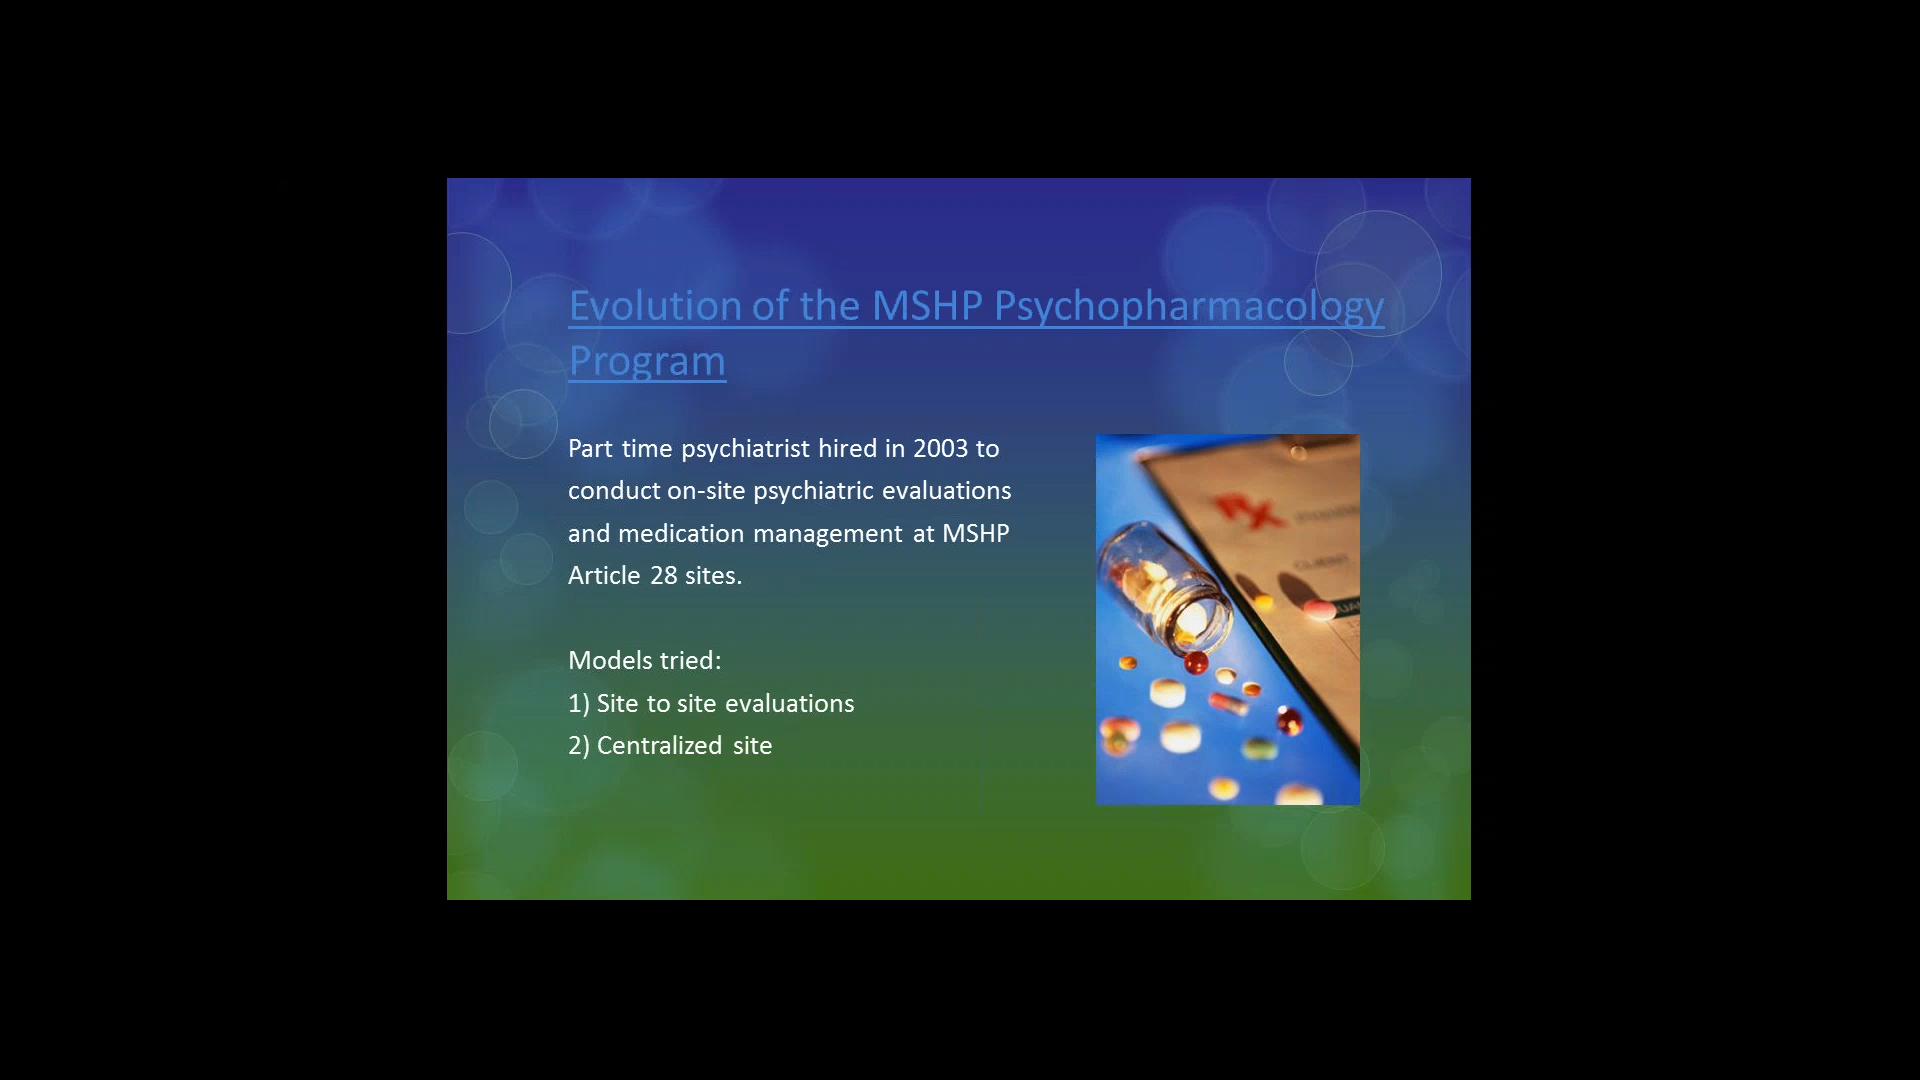 Evolution of the MSHP Psychopharmacology
Program
Part time psychiatrist hired in 2003 to
conduct on-site psychiatric evaluations
and medication management at MSHP
Article 28 sites.
Models tried:
1) Site to site evaluations
2) Centralized site
Rx
CLIENT